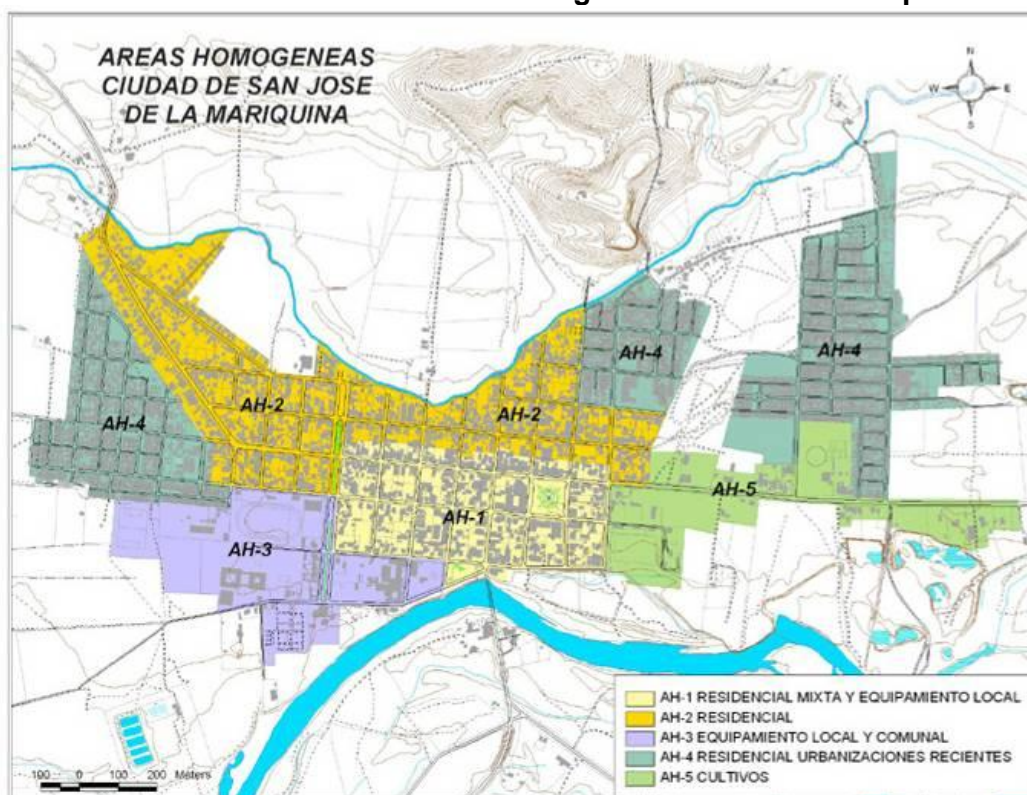 AREAS HOMOGENEAS
CIUDAD DE SAN JOSE
DE LA MARIQUINA
N
W E
S
AH-4
AH-4
AH-2
AH-2
AH-4
AH-5
AH-1
AH-3
AH-1 RESIDENCIAL MIXTA Y EQUIPAMIENTO LOCAL
AH-2 RESIDENCIAL
AH-3 EQUIPAMIENTO LOCAL Y COMUNAL
AH-4 RESIDENCIAL URBANIZACIONES RECIENTES
AH-5 CULTIVOS
100 0 100 200 Meters